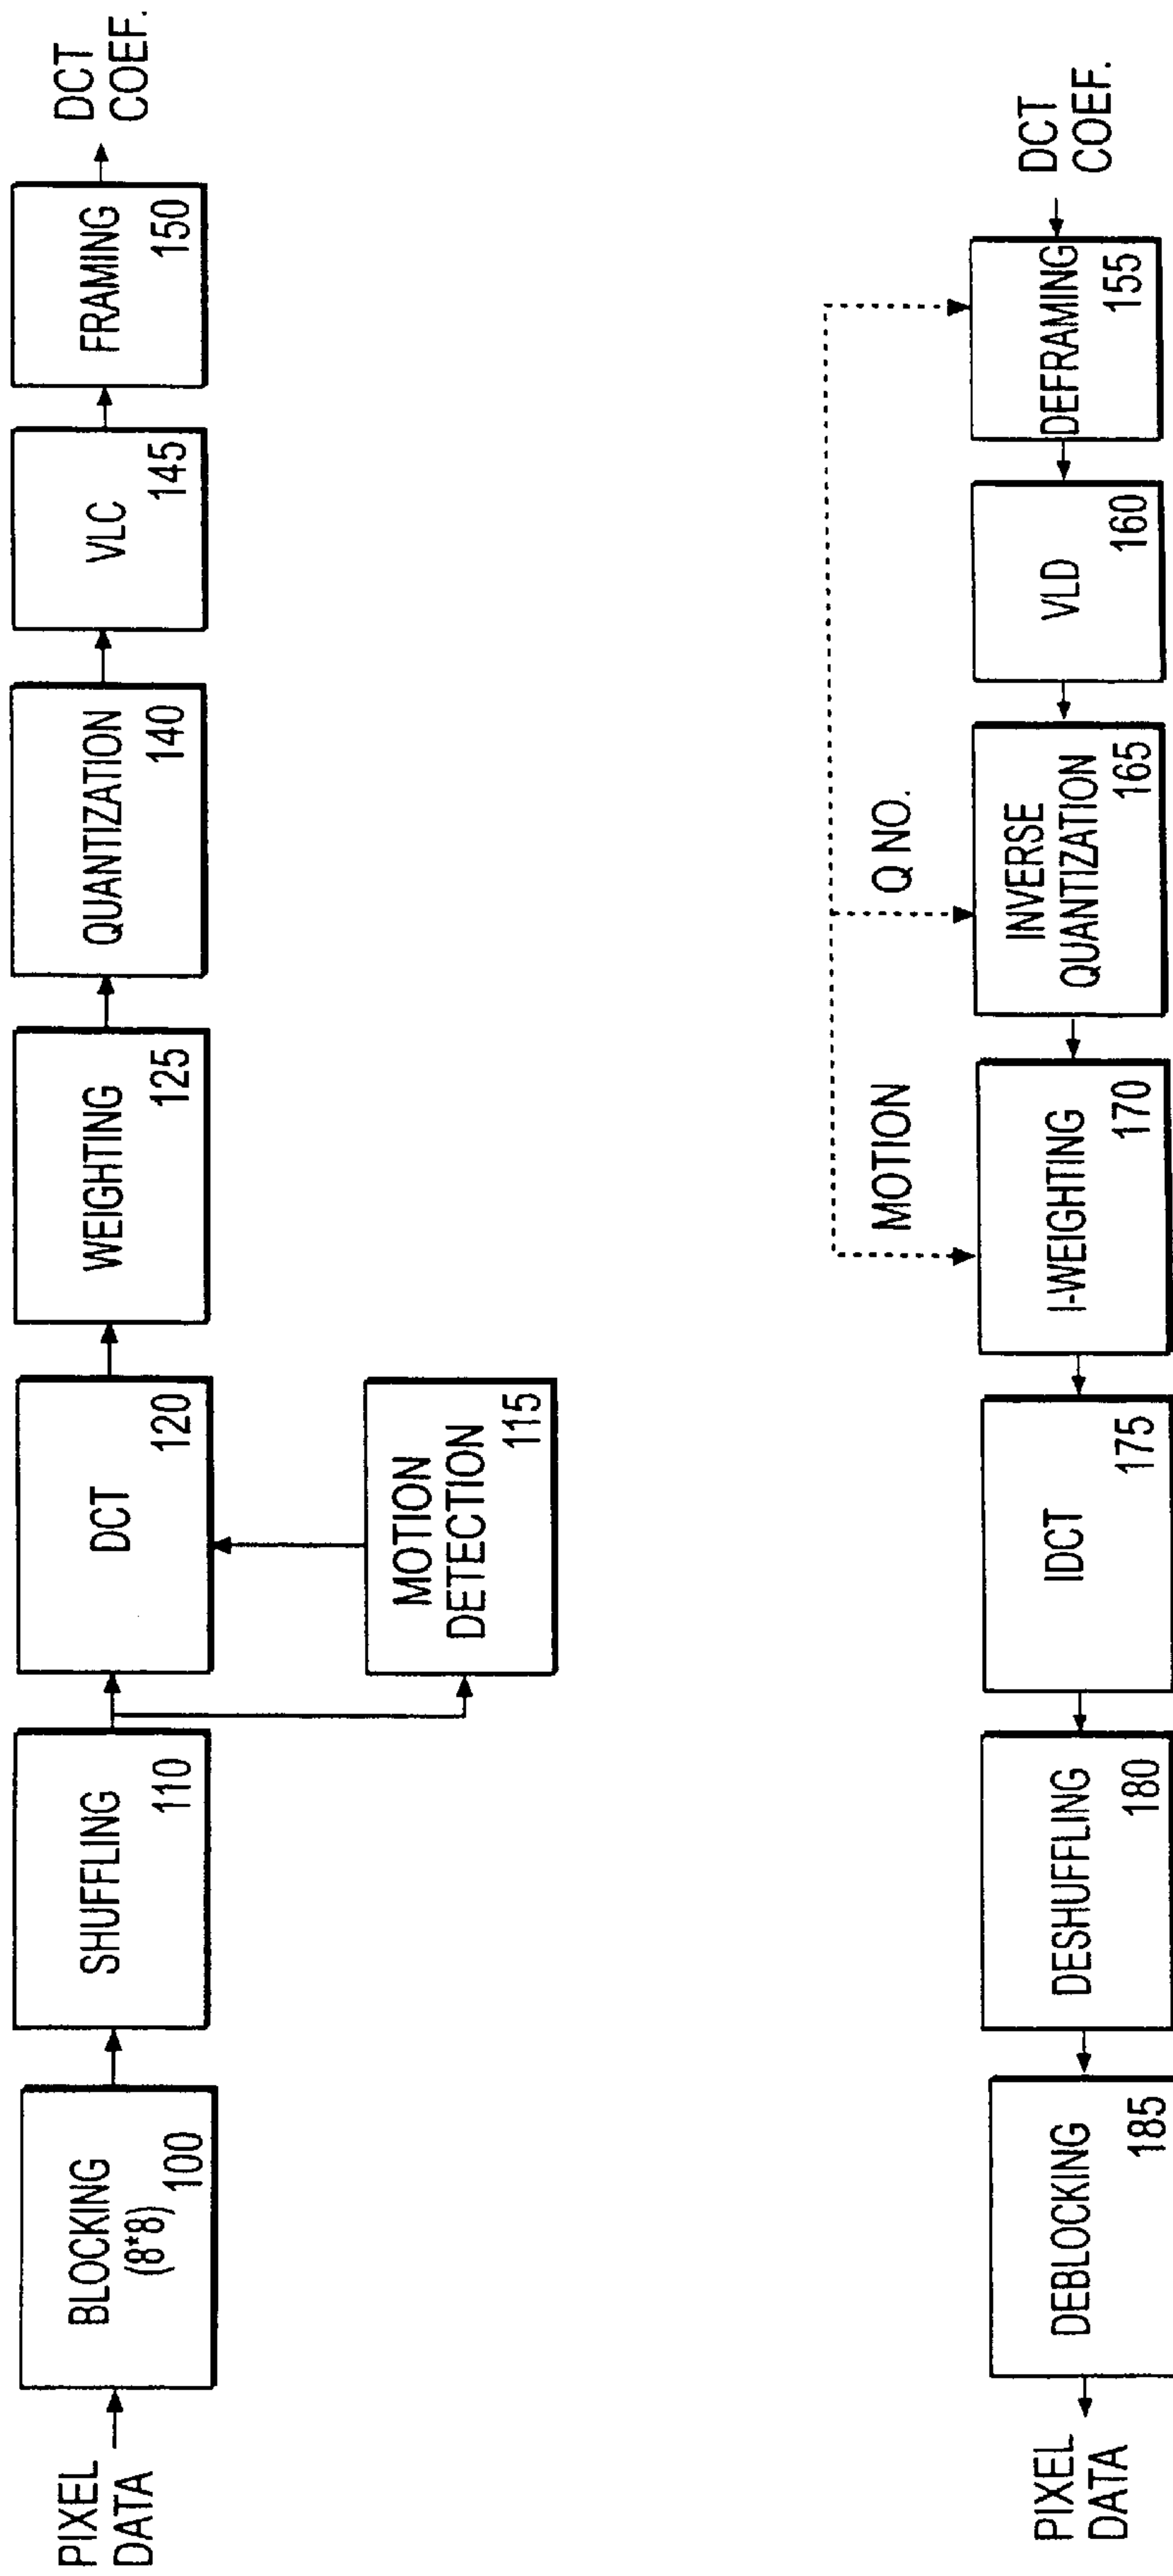 PIXEL
DATA
BLOCKING
(8*8)
100
SHUFFLING
110
DCT
120
MOTION
DETECTION
115
WEIGHTING
125
QUANTIZATION
140
VLC
145
FRAMING
150
DCT
COEF.
PIXEL
DATA
DEBLOCKING
185
DESHUFFLING
180
IDCT
175
MOTION
I-WEIGHTING
170
Q NO.
INVERSE
QUANTIZATION
165
VLD
160
DEFRAMING
155
DCT
COEF.